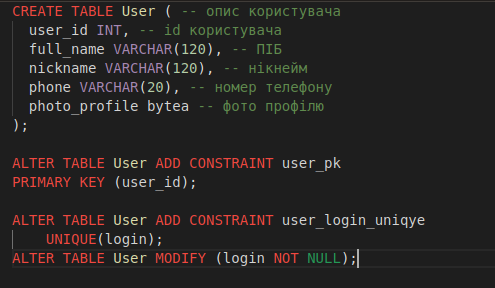 CREATE TABLE User ( -- опис користувача
user_id INT, -- id користувача
full_name VARCHAR(120), -- ПІБ
nickname VARCHAR(120), -- нікнейм
phone VARCHAR(20), -- номер телефону
photo_profile bytea -- фото профілю
);
ALTER TABLE User ADD CONSTRAINT user_pk
PRIMARY KEY (user_id);
ALTER TABLE User ADD CONSTRAINT user_login_uniqye
UNIQUE(login);
ALTER TABLE User MODIFY (login NOT NULL);